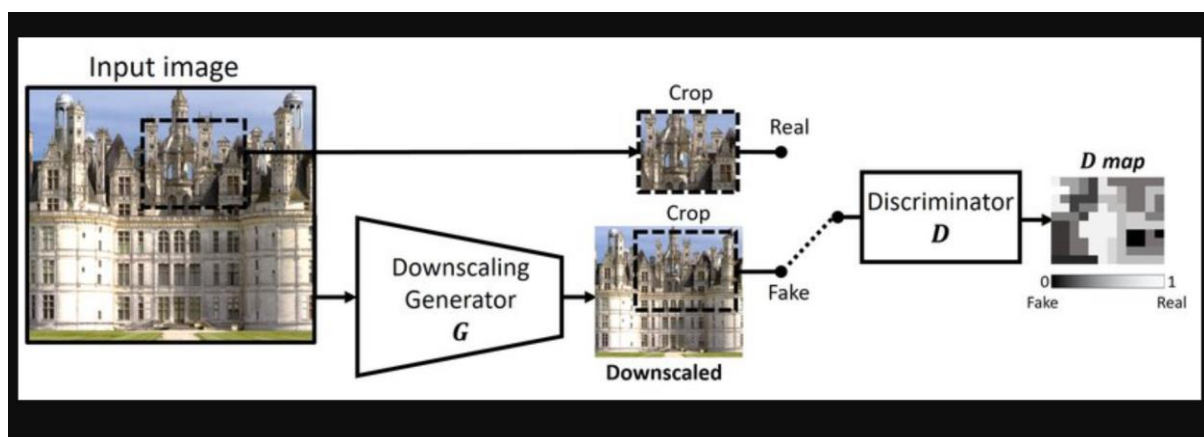 Input image
Crop
Real
Downscaling
Generator
G
Crop
Downscaled
Fake
Discriminator
D
D map
0 1
Fake Real